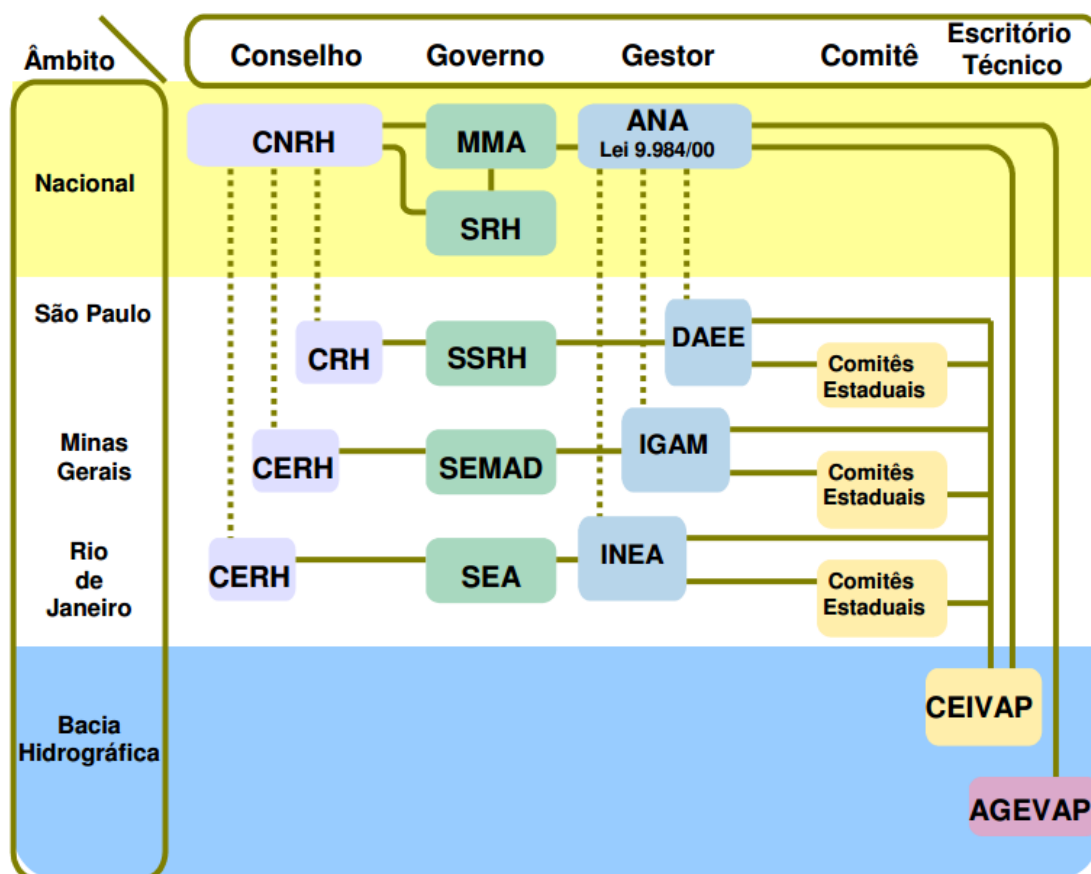 Âmbito
Conselho
Governo
Gestor
Comitê
Escritório
Técnico
Nacional
CNRH
MMA
ANA
Lei 9.984/00
SRH
São Paulo
CRH
SSRH
DAEE
Comitês
Estaduais
Minas
Gerais
CERH
SEMAD
IGAM
Comitês
Estaduais
Rio
de
Janeiro
CERH
SEA
INEA
Comitês
Estaduais
Bacia
Hidrográfica
CEIVAP
AGEVAP